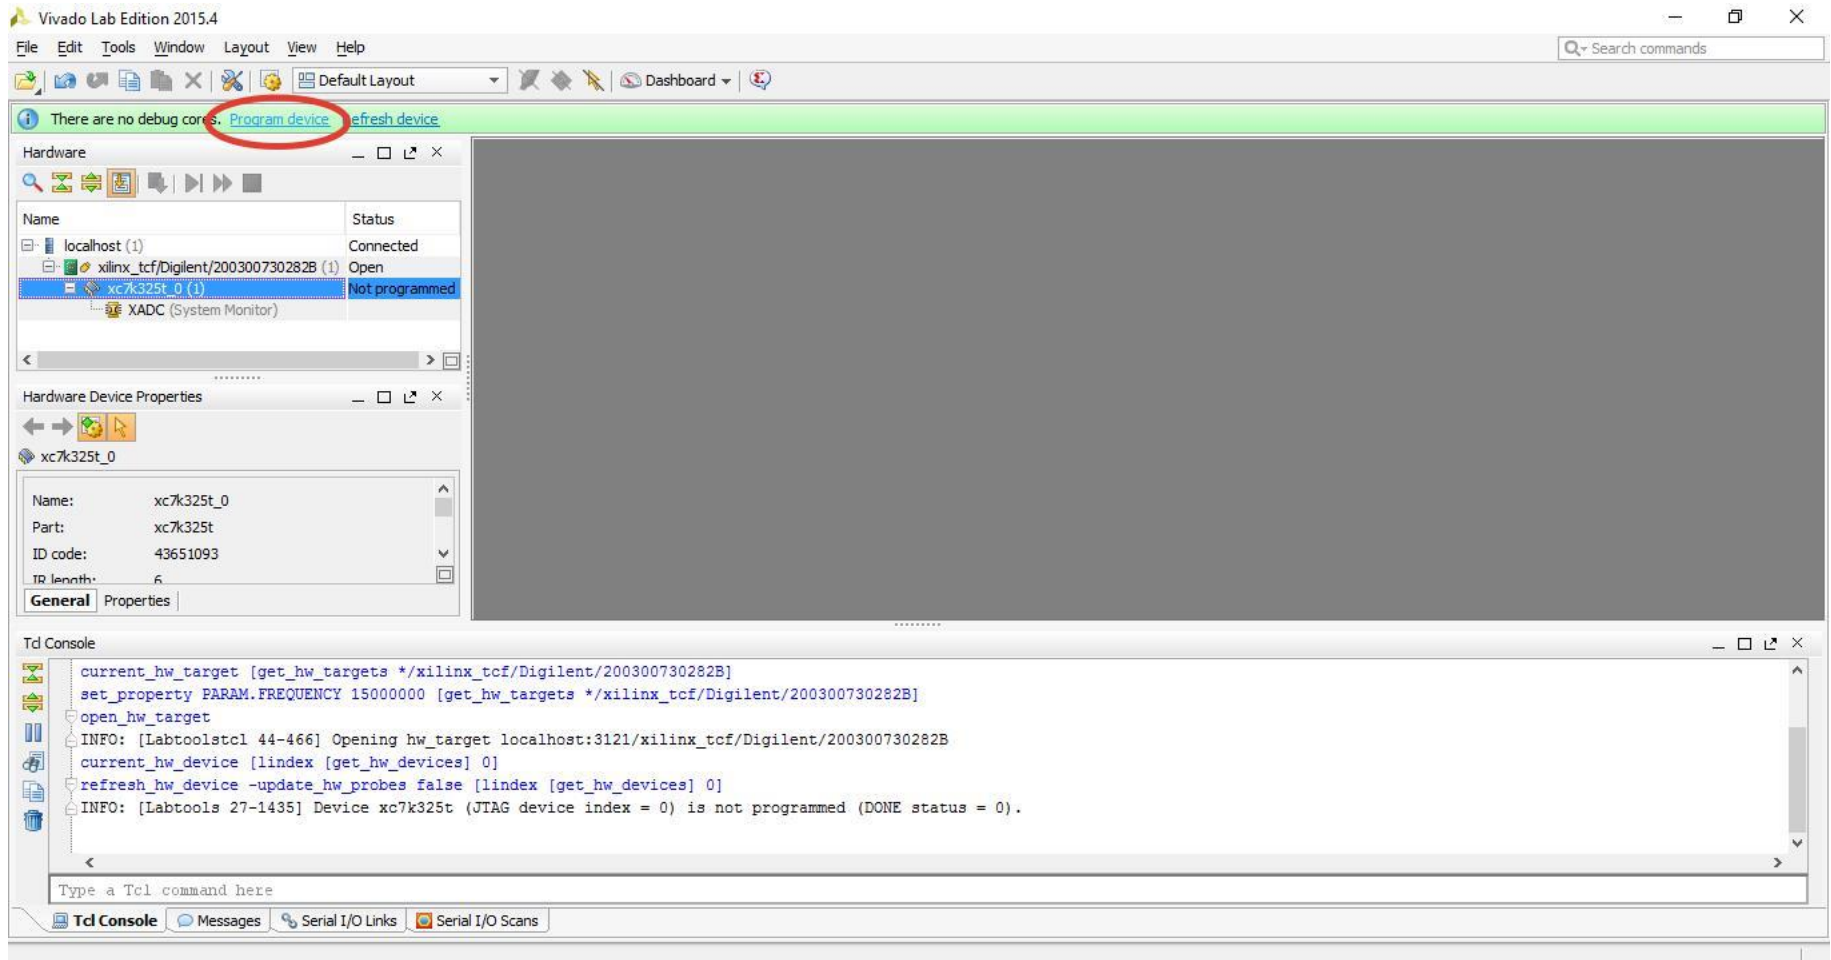 Vivado Lab Edition 2015.4
File Edit Tools Window Layout View Help
Search commands
Default Layout
Dashboard
There are no debug cores. Program device efresh device
Hardware
Name Status
localhost (1) Connected
xilinx_tcf/Digilent/200300730282B (1) Open
xc7k325t_0 (1) Not programmed
XADC (System Monitor)
Hardware Device Properties
xc7k325t_0
Name: xc7k325t_0
Part: xc7k325t
ID code: 43651093
IR length: 6
General Properties
Tcl Console
current_hw_target [get_hw_targets */xilinx_tcf/Digilent/200300730282B]
set_property PARAM.FREQUENCY 15000000 [get_hw_targets */xilinx_tcf/Digilent/200300730282B]
open_hw_target
INFO: [Labtoolstcl 44-466] Opening hw_target localhost:3121/xilinx_tcf/Digilent/200300730282B
current_hw_device [lindex [get_hw_devices] 0]
refresh_hw_device -update_hw_probes false [lindex [get_hw_devices] 0]
INFO: [Labtools 27-1435] Device xc7k325t (JTAG device index = 0) is not programmed (DONE status = 0).
Type a Tcl command here
Tcl Console Messages Serial I/O Links Serial I/O Scans